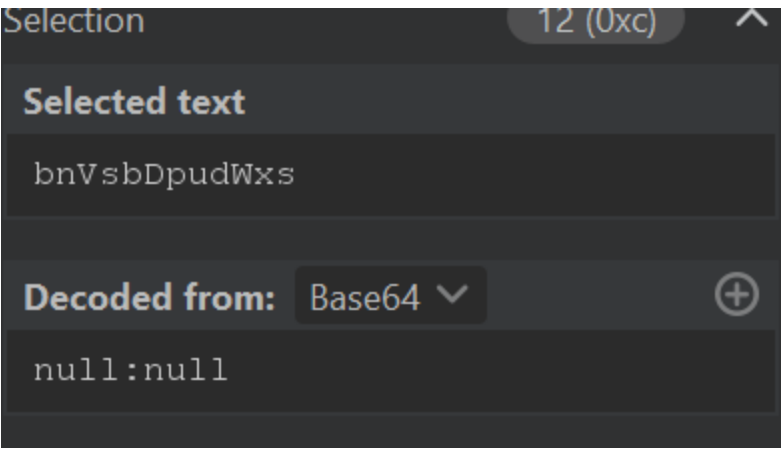 Selection 12 (0xc)
Selected text
bnVsbDpudWxs
Decoded from: Base64
null:null